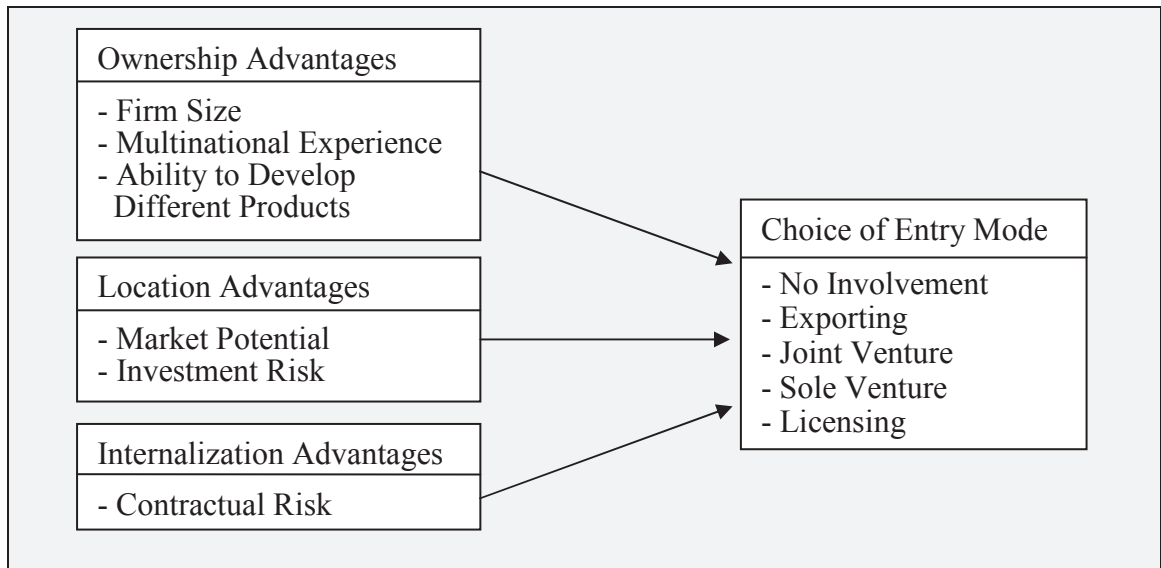 Ownership Advantages
- Firm Size
- Multinational Experience
- Ability to Develop
Different Products
Location Advantages
- Market Potential
- Investment Risk
Internalization Advantages
- Contractual Risk
Choice of Entry Mode
- No Involvement
- Exporting
- Joint Venture
- Sole Venture
- Licensing